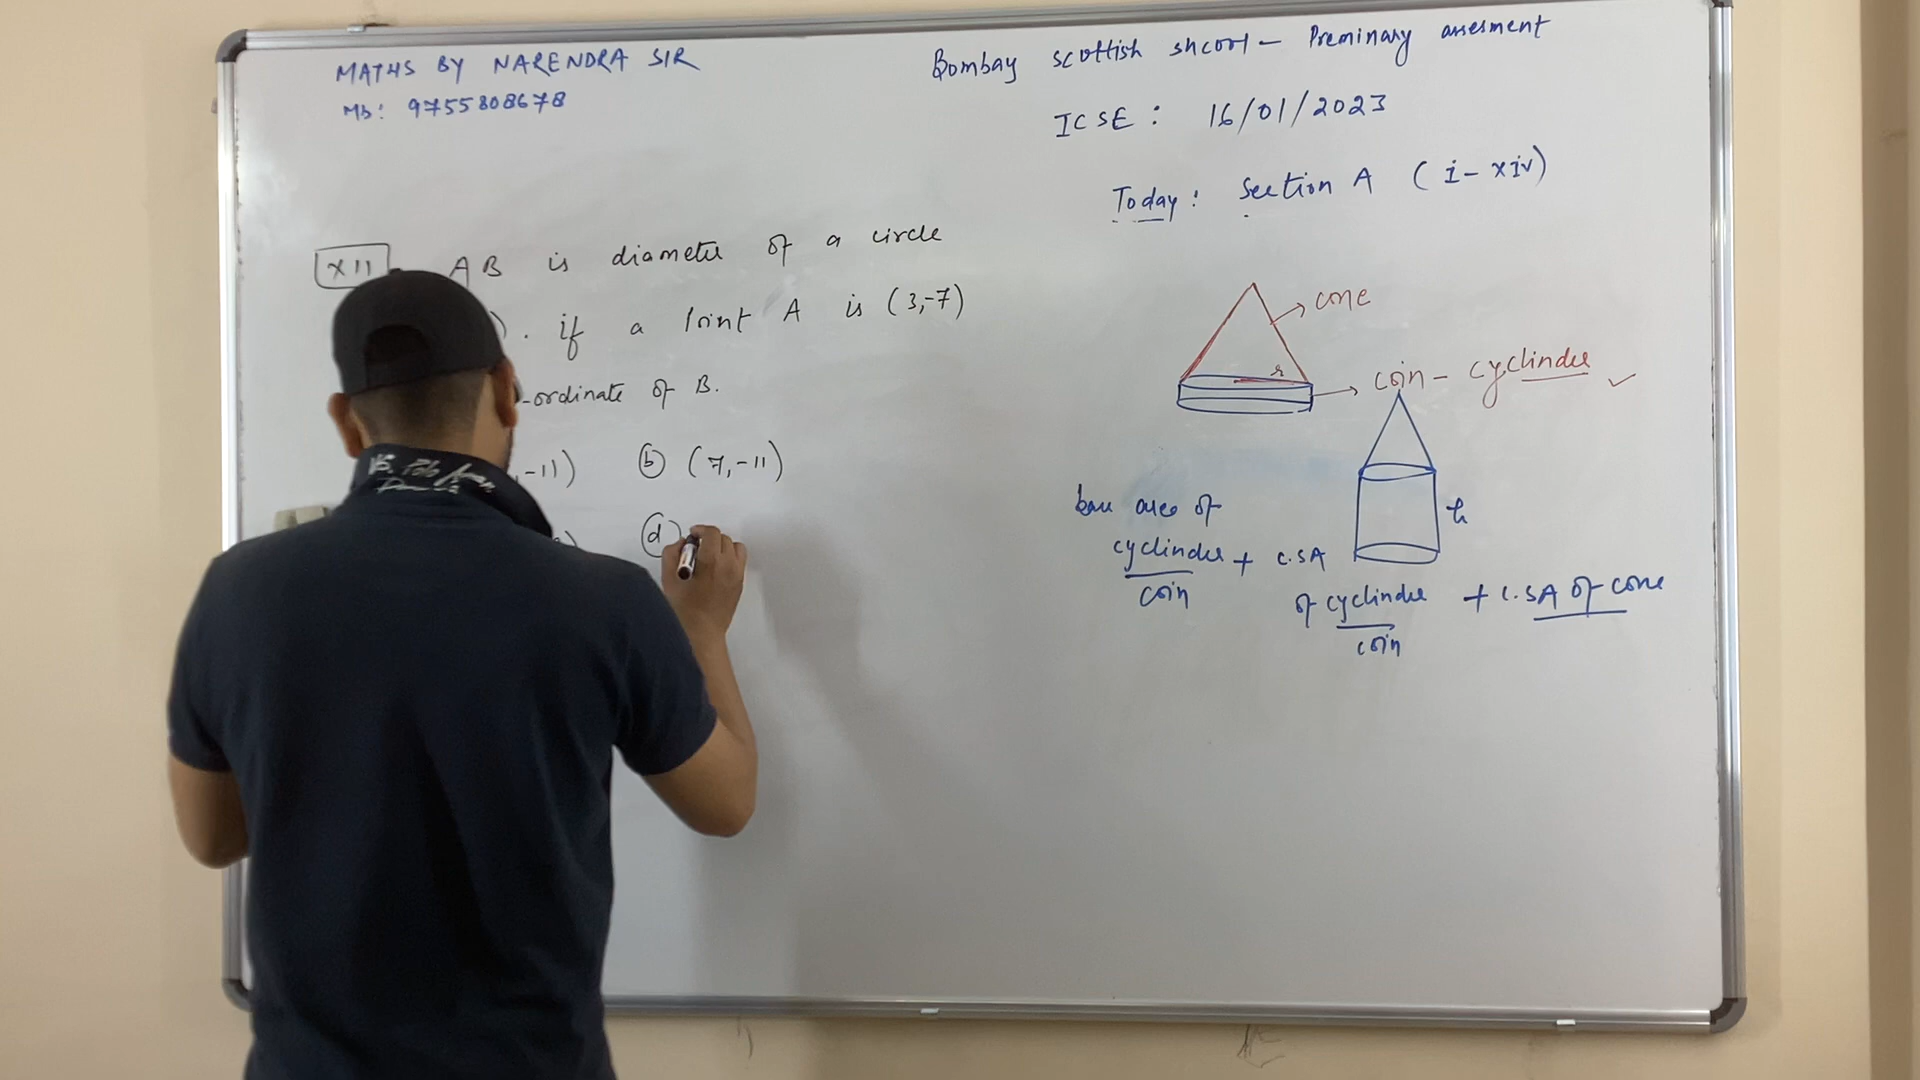 MATHS BY NARENDRA SIR
Mb: 9755808678
Bombay scottish shcool - Preminary assesment
ICSE : 16/01/2023
Today: Section A ( i - xiv)
XII AB is diameter of a circle
). if a point A is (3,-7)
-ordinate of B.
,-11) (b) (7,-11)
(d)
cone
r
coin - cyclinder ✓
h
base area of
cyclinder + C.SA
coin
of cyclinder + C.SA of cone
coin